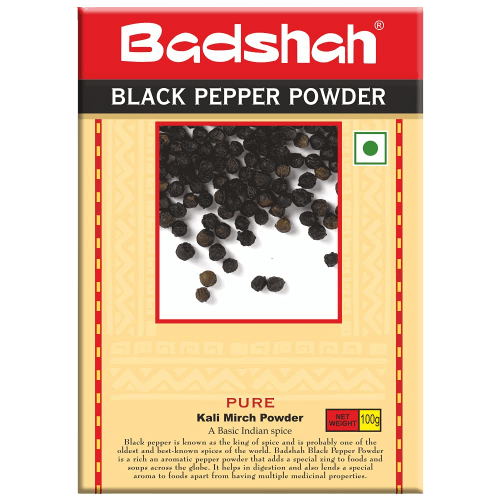 Badshah®
BLACK PEPPER POWDER
PURE
Kali Mirch Powder
A Basic Indian spice
NET
WEIGHT
100g
Black pepper is known as the king of spice and is probably one of the
oldest and best-known spices of the world. Badshah Black Pepper Powder
is a rich an aromatic pepper powder that adds a special zing to foods and
soups across the globe. It helps in digestion and also lends a special
aroma to foods apart from having multiple medicinal properties.